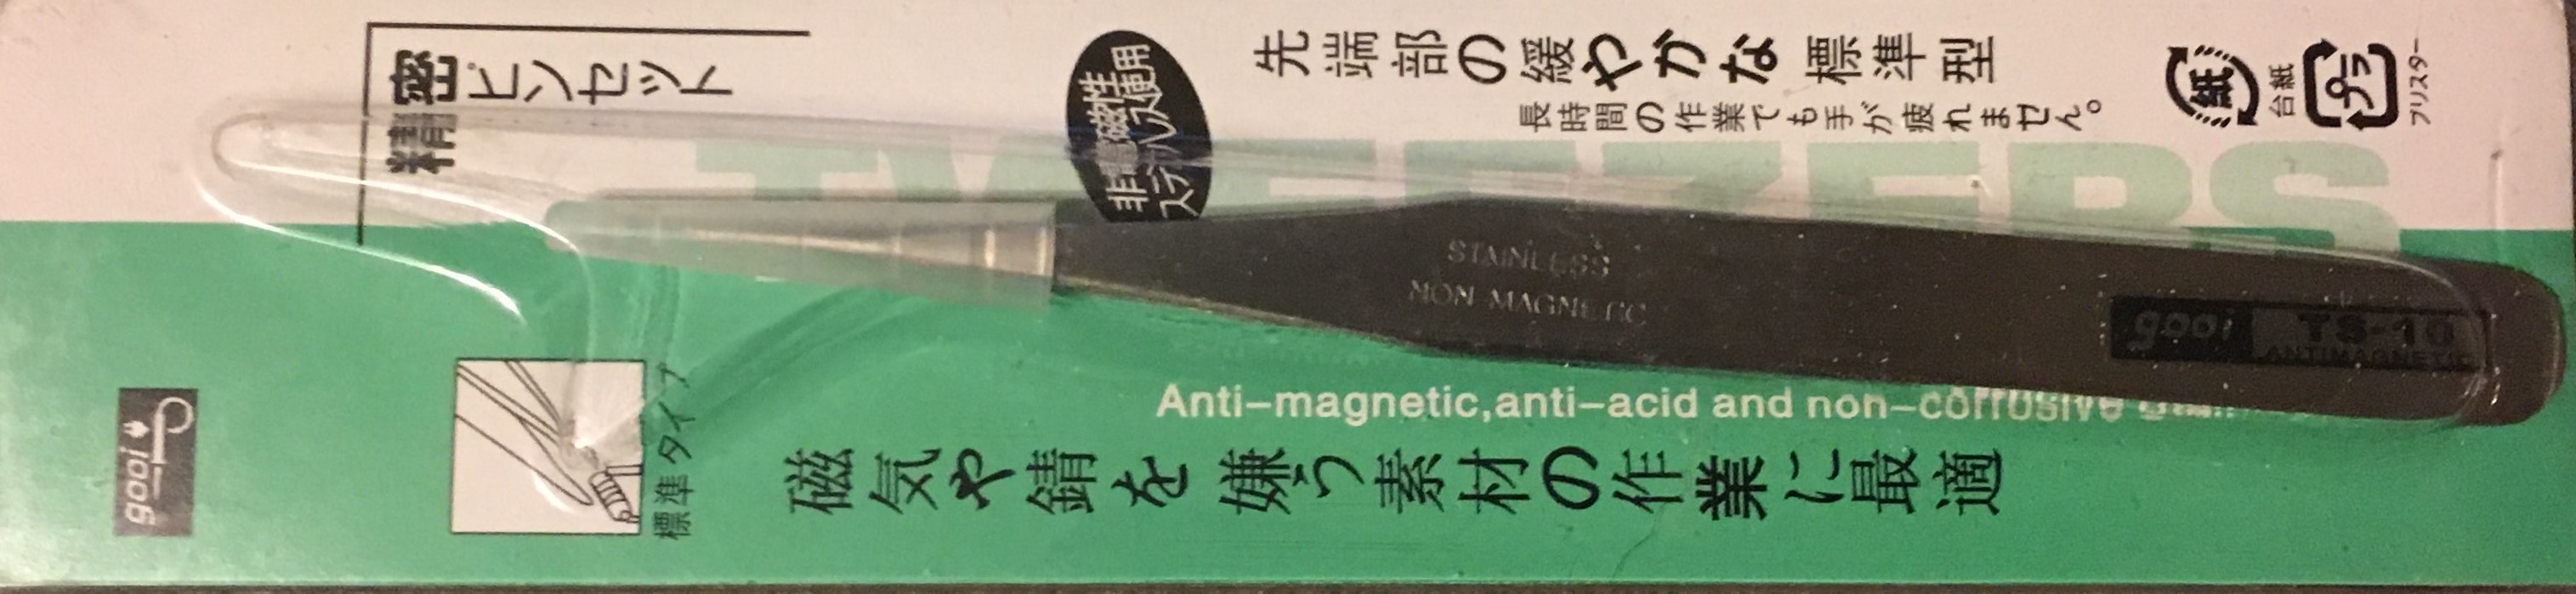 精密
ピンセット
TWEEZERS
非磁性
ステンレス使用
先端部の緩やかな標準型
長時間の作業でも手が疲れません。
紙
台紙
プラ
ブリスター
STAINLESS
NON-MAGNETIC
gooi
TS-10
ANTIMAGNETIC
gooi
標準タイプ
Anti-magnetic,anti-acid and non-corrosive
磁気や錆を嫌う素材の作業に最適